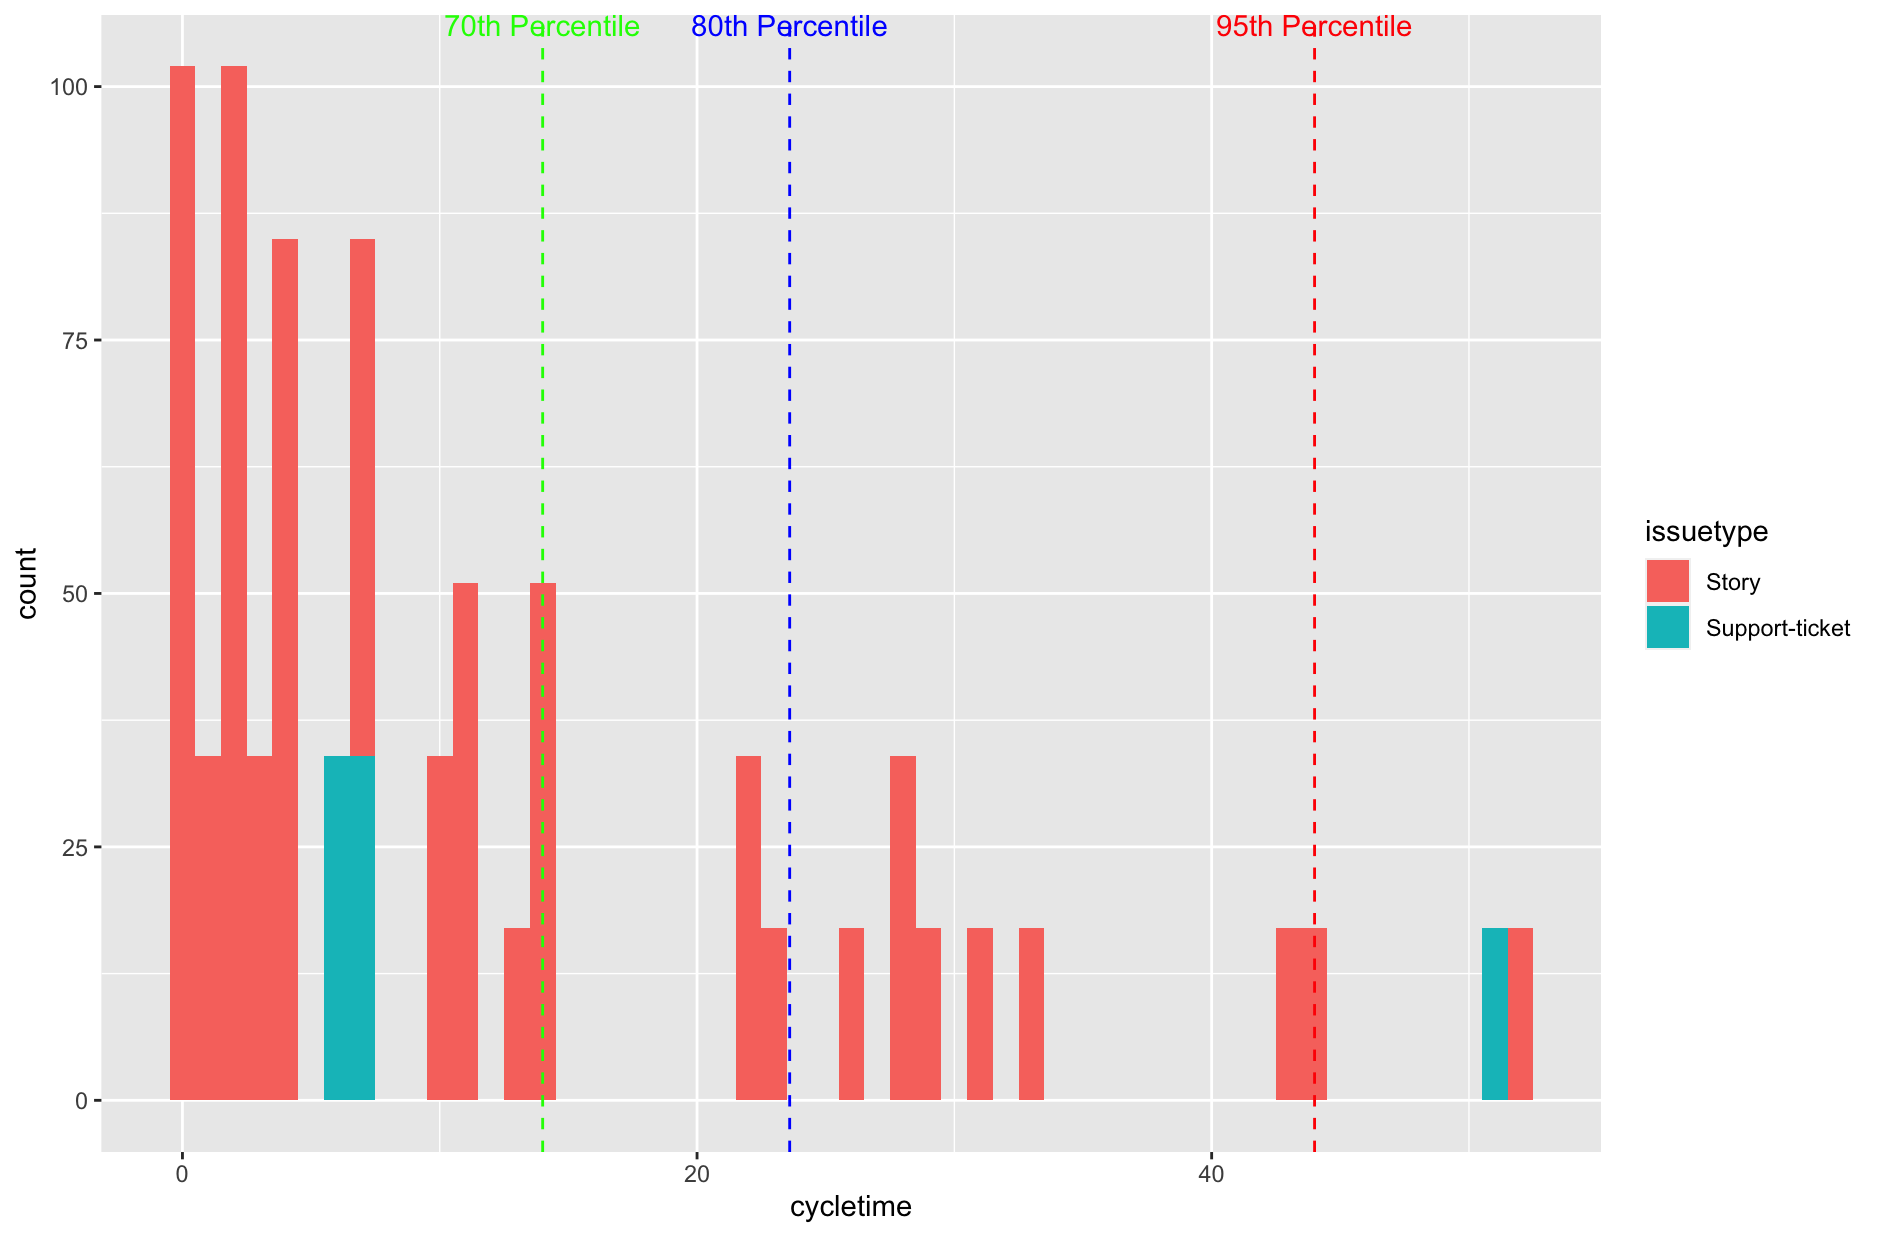 70th Percentile
80th Percentile
95th Percentile
100
75
50
25
0
count
0
20
40
cycletime
issuetype
Story
Support-ticket